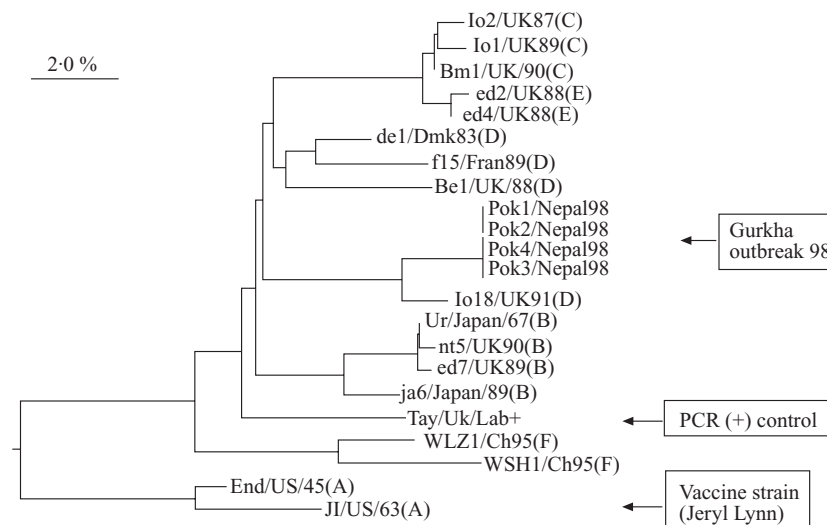 Io2/UK87(C)
2·0 %
Io1/UK89(C)
Bm1/UK/90(C)
ed2/UK88(E)
ed4/UK88(E)
de1/Dmk83(D)
f15/Fran89(D)
Be1/UK/88(D)
Pok1/Nepal98
Pok2/Nepal98
Pok4/Nepal98
Pok3/Nepal98
Gurkha
outbreak 98
Io18/UK91(D)
Ur/Japan/67(B)
nt5/UK90(B)
ed7/UK89(B)
ja6/Japan/89(B)
Tay/Uk/Lab+
PCR (+) control
WLZ1/Ch95(F)
WSH1/Ch95(F)
End/US/45(A)
JI/US/63(A)
Vaccine strain
(Jeryl Lynn)